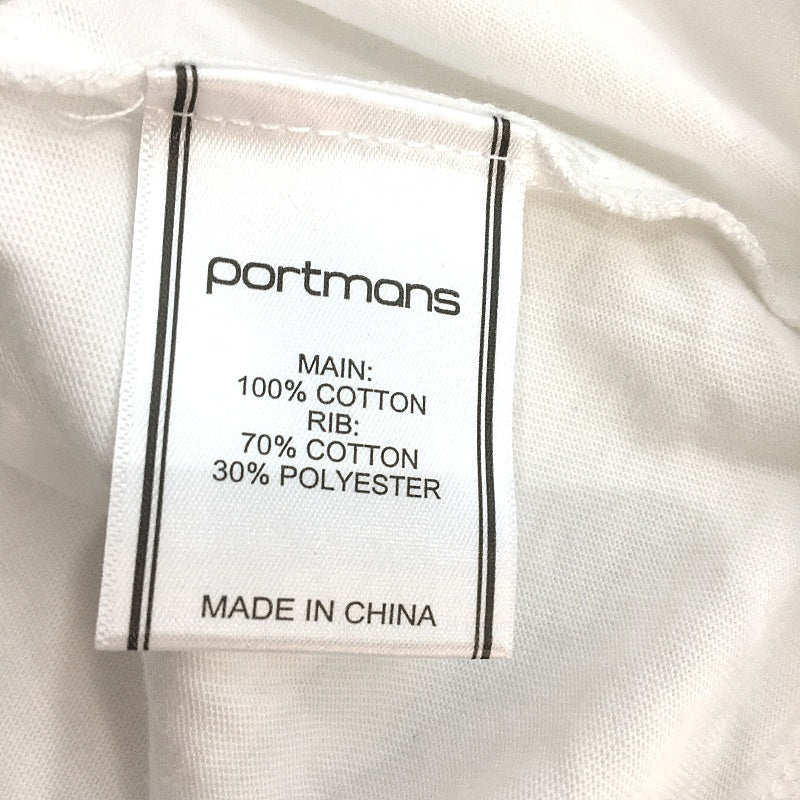 portmans
MAIN:
100% COTTON
RIB:
70% COTTON
30% POLYESTER
MADE IN CHINA